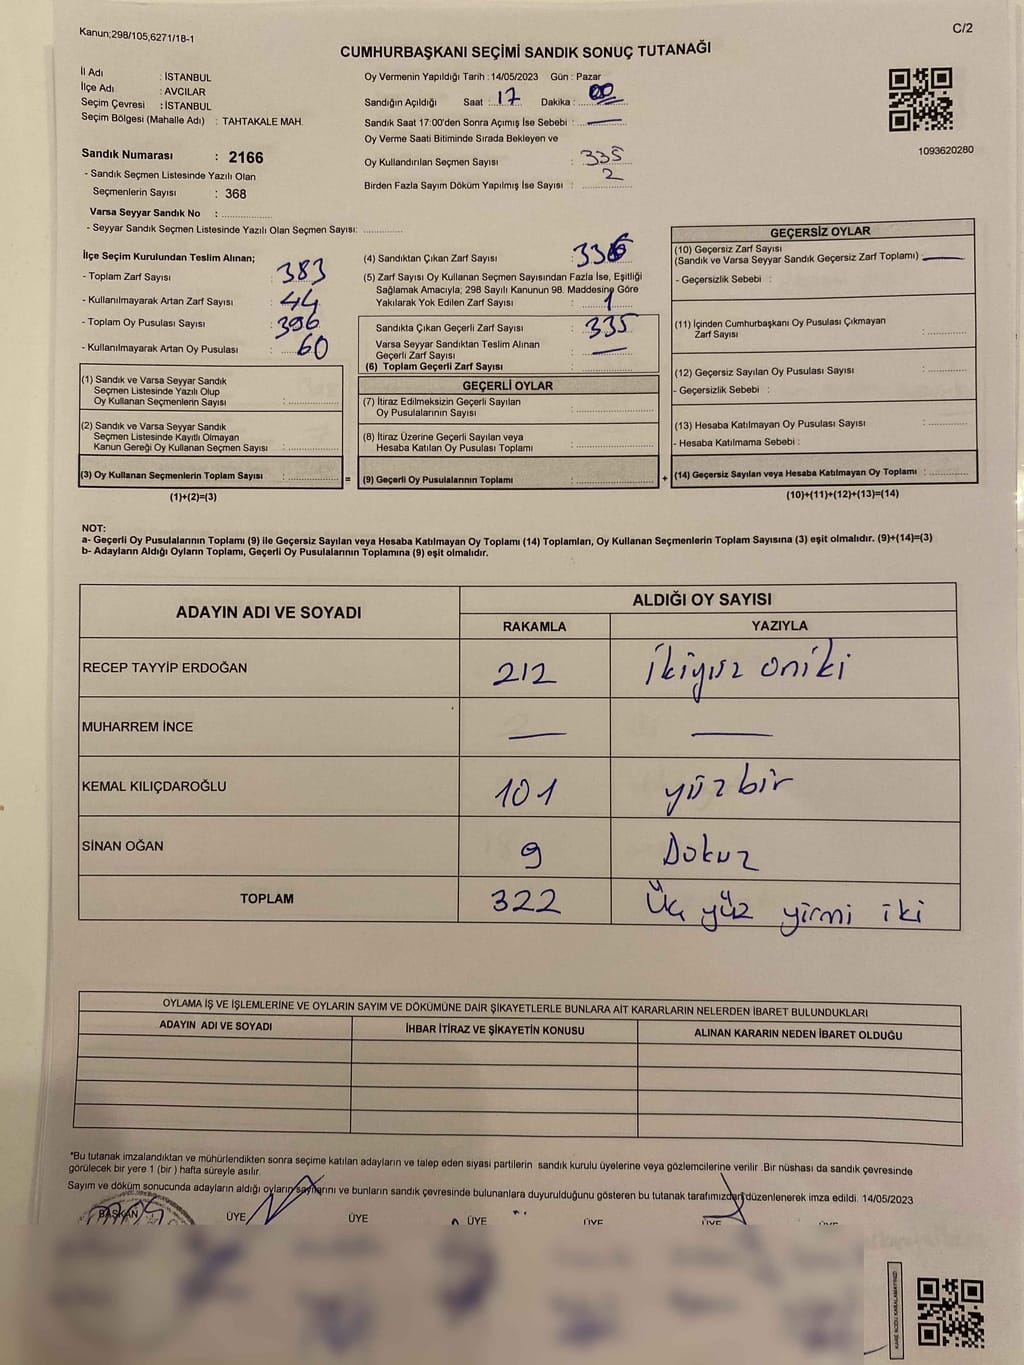 Kanun;298/105,6271/18-1
C/2
CUMHURBAŞKANI SEÇİMİ SANDIK SONUÇ TUTANAĞI
İl Adı : İSTANBUL
İlçe Adı : AVCILAR
Seçim Çevresi : İSTANBUL
Seçim Bölgesi (Mahalle Adı) : TAHTAKALE MAH.
Sandık Numarası : 2166
- Sandık Seçmen Listesinde Yazılı Olan
Seçmenlerin Sayısı : 368
Varsa Seyyar Sandık No : 
- Seyyar Sandık Seçmen Listesinde Yazılı Olan Seçmen Sayısı:
Oy Vermenin Yapıldığı Tarih : 14/05/2023 Gün : Pazar
Sandığın Açıldığı Saat : 17 Dakika : 00
Sandık Saat 17:00'den Sonra Açımış İse Sebebi : —
Oy Verme Saati Bitiminde Sırada Bekleyen ve
Oy Kullandırılan Seçmen Sayısı : 335
Birden Fazla Sayım Döküm Yapılmış İse Sayısı : 2
1093620280
İlçe Seçim Kurulundan Teslim Alınan;
- Toplam Zarf Sayısı : 383
- Kullanılmayarak Artan Zarf Sayısı : 44
- Toplam Oy Pusulası Sayısı : 396
- Kullanılmayarak Artan Oy Pusulası : 60
(1) Sandık ve Varsa Seyyar Sandık
Seçmen Listesinde Yazılı Olup
Oy Kullanan Seçmenlerin Sayısı :
(2) Sandık ve Varsa Seyyar Sandık
Seçmen Listesinde Kayıtlı Olmayan
Kanun Gereği Oy Kullanan Seçmen Sayısı :
(3) Oy Kullanan Seçmenlerin Toplam Sayısı :
(1)+(2)=(3)
(4) Sandıktan Çıkan Zarf Sayısı : 336
(5) Zarf Sayısı Oy Kullanan Seçmen Sayısından Fazla İse, Eşitliği
Sağlamak Amacıyla; 298 Sayılı Kanunun 98. Maddesine Göre
Yakılarak Yok Edilen Zarf Sayısı : 1
Sandıkta Çıkan Geçerli Zarf Sayısı : 335
Varsa Seyyar Sandıktan Teslim Alınan
Geçerli Zarf Sayısı : —
(6) Toplam Geçerli Zarf Sayısı :
GEÇERLİ OYLAR
(7) İtiraz Edilmeksizin Geçerli Sayılan
Oy Pusulalarının Sayısı :
(8) İtiraz Üzerine Geçerli Sayılan veya
Hesaba Katılan Oy Pusulası Toplamı :
= (9) Geçerli Oy Pusulalarının Toplamı :
GEÇERSİZ OYLAR
(10) Geçersiz Zarf Sayısı
(Sandık ve Varsa Seyyar Sandık Geçersiz Zarf Toplamı) : —
- Geçersizlik Sebebi :
(11) İçinden Cumhurbaşkanı Oy Pusulası Çıkmayan
Zarf Sayısı :
(12) Geçersiz Sayılan Oy Pusulası Sayısı :
- Geçersizlik Sebebi :
(13) Hesaba Katılmayan Oy Pusulası Sayısı :
- Hesaba Katılmama Sebebi :
+ (14) Geçersiz Sayılan veya Hesaba Katılmayan Oy Toplamı :
(10)+(11)+(12)+(13)=(14)
NOT:
a- Geçerli Oy Pusulalarının Toplamı (9) ile Geçersiz Sayılan veya Hesaba Katılmayan Oy Toplamı (14) Toplamları, Oy Kullanan Seçmenlerin Toplam Sayısına (3) eşit olmalıdır. (9)+(14)=(3)
b- Adayların Aldığı Oyların Toplamı, Geçerli Oy Pusulalarının Toplamına (9) eşit olmalıdır.
ADAYIN ADI VE SOYADI
ALDIĞI OY SAYISI
RAKAMLA YAZIYLA
RECEP TAYYİP ERDOĞAN 212 ikiyüz oniki
MUHARREM İNCE — —
KEMAL KILIÇDAROĞLU 101 yüz bir
SİNAN OĞAN 9 Dokuz
TOPLAM 322 Üç yüz yirmi iki
OYLAMA İŞ VE İŞLEMLERİNE VE OYLARIN SAYIM VE DÖKÜMÜNE DAİR ŞİKAYETLERLE BUNLARA AİT KARARLARIN NELERDEN İBARET BULUNDUKLARI
ADAYIN ADI VE SOYADI İHBAR İTİRAZ VE ŞİKAYETİN KONUSU ALINAN KARARIN NEDEN İBARET OLDUĞU
*Bu tutanak imzalandıktan ve mühürlendikten sonra seçime katılan adayların ve talep eden siyasi partilerin sandık kurulu üyelerine veya gözlemcilerine verilir .Bir nüshası da sandık çevresinde
görülecek bir yere 1 (bir ) hafta süreyle asılır.
Sayım ve döküm sonucunda adayların aldığı oyların sayılarını ve bunların sandık çevresinde bulunanlara duyurulduğunu gösteren bu tutanak tarafımızdan düzenlenerek imza edildi. 14/05/2023
BAŞKAN ÜYE ÜYE ÜYE ÜYE ÜYE ÜYE
KARE KODU KARALAMAYINIZ!